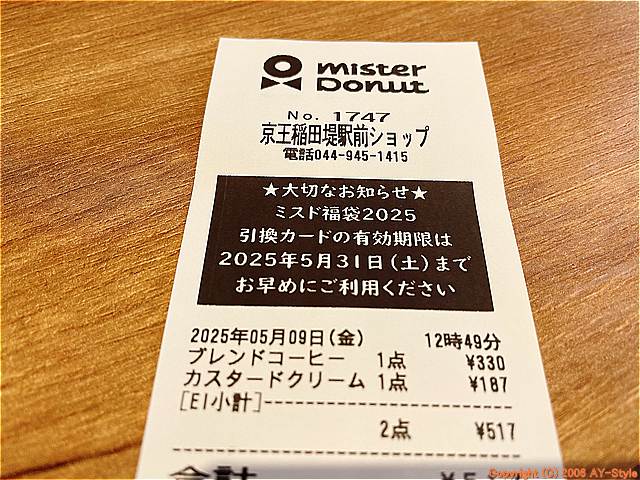 mister
Donut
No. 1747
京王稲田堤駅前ショップ
電話044-945-1415
★大切なお知らせ★
ミスド福袋2025
引換カードの有効期限は
2025年5月31日(土)まで
お早めにご利用ください
2025年05月09日(金) 12時49分
ブレンドコーヒー 1点 ¥330
カスタードクリーム 1点 ¥187
[EI小計]
2点 ¥517
合計
Copyright (C) 2006 AY-Style